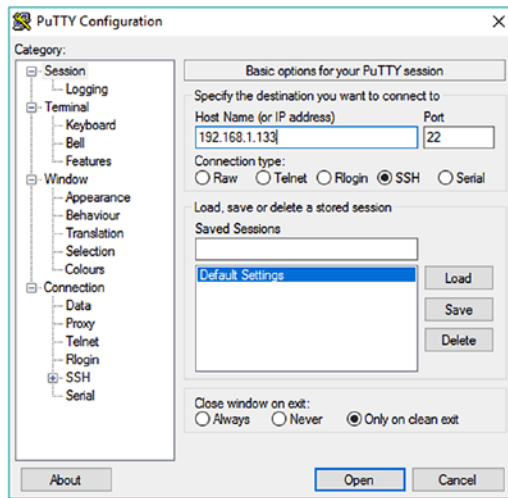 PuTTY Configuration
Category:
Session
Logging
Terminal
Keyboard
Bell
Features
Window
Appearance
Behaviour
Translation
Selection
Colours
Connection
Data
Proxy
Telnet
Rlogin
SSH
Serial
Basic options for your PuTTY session
Specify the destination you want to connect to
Host Name (or IP address) Port
192.168.1.133 22
Connection type:
Raw Telnet Rlogin SSH Serial
Load, save or delete a stored session
Saved Sessions
Default Settings
Load
Save
Delete
Close window on exit:
Always Never Only on clean exit
About Open Cancel